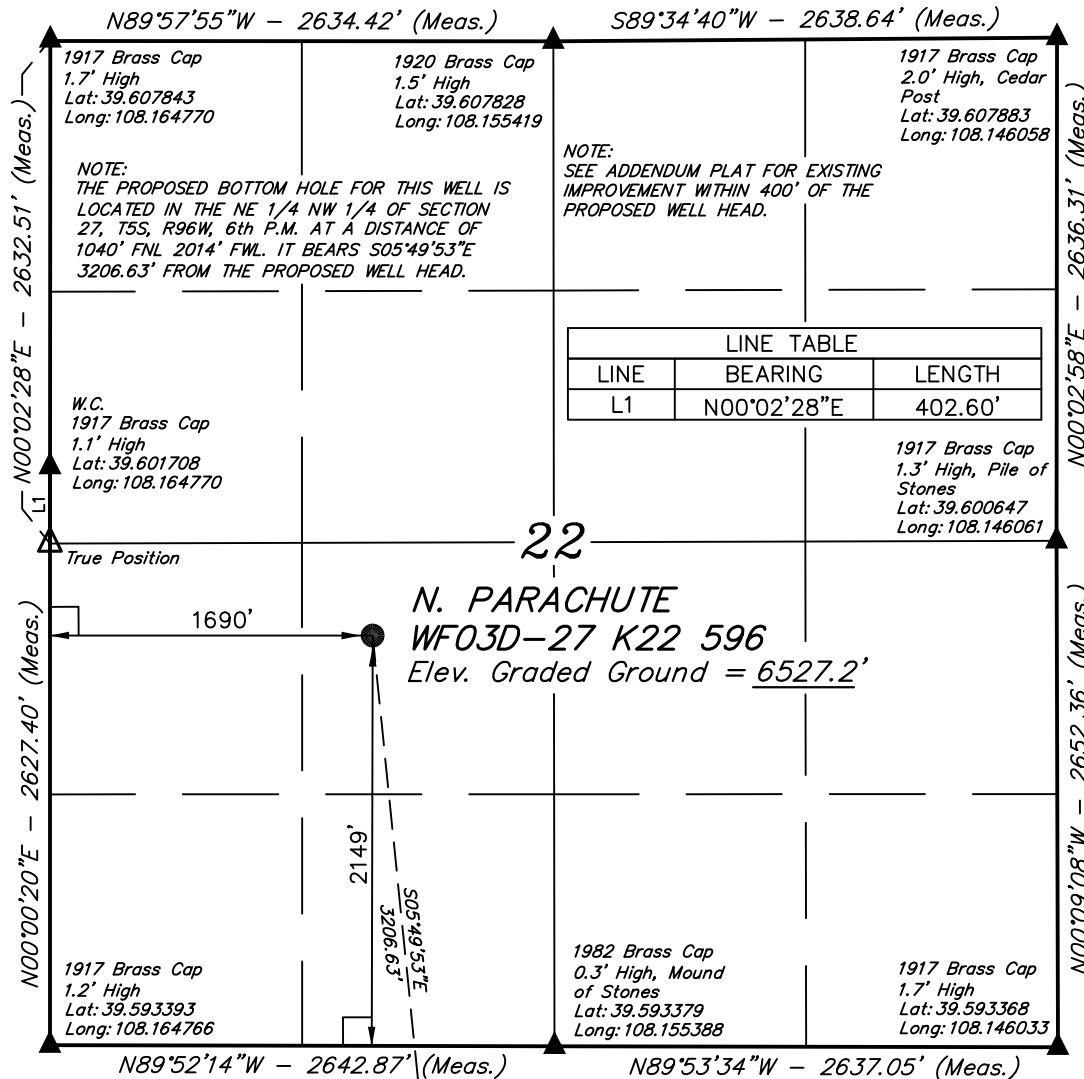 N89°57'55"W - 2634.42' (Meas.)
S89°34'40"W - 2638.64' (Meas.)
1917 Brass Cap
1.7' High
Lat: 39.607843
Long: 108.164770
1920 Brass Cap
1.5' High
Lat: 39.607828
Long: 108.155419
1917 Brass Cap
2.0' High, Cedar
Post
Lat: 39.607883
Long: 108.146058
N00°02'28"E - 2632.51' (Meas.)
N00°02'58"E - 2636.31' (Meas.)
NOTE:
THE PROPOSED BOTTOM HOLE FOR THIS WELL IS
LOCATED IN THE NE 1/4 NW 1/4 OF SECTION
27, T5S, R96W, 6th P.M. AT A DISTANCE OF
1040' FNL 2014' FWL. IT BEARS S05°49'53"E
3206.63' FROM THE PROPOSED WELL HEAD.
NOTE:
SEE ADDENDUM PLAT FOR EXISTING
IMPROVEMENT WITHIN 400' OF THE
PROPOSED WELL HEAD.
LINE TABLE
LINE BEARING LENGTH
L1 N00°02'28"E 402.60'
W.C.
1917 Brass Cap
1.1' High
Lat: 39.601708
Long: 108.164770
1917 Brass Cap
1.3' High, Pile of
Stones
Lat: 39.600647
Long: 108.146061
L1
True Position
22
N. PARACHUTE
WF03D-27 K22 596
Elev. Graded Ground = 6527.2'
1690'
2149'
S05°49'53"E
3206.63'
N00°00'20"E - 2627.40' (Meas.)
N00°09'08"W - 2652.36' (Meas.)
1917 Brass Cap
1.2' High
Lat: 39.593393
Long: 108.164766
1982 Brass Cap
0.3' High, Mound
of Stones
Lat: 39.593379
Long: 108.155388
1917 Brass Cap
1.7' High
Lat: 39.593368
Long: 108.146033
N89°52'14"W - 2642.87' (Meas.)
N89°53'34"W - 2637.05' (Meas.)